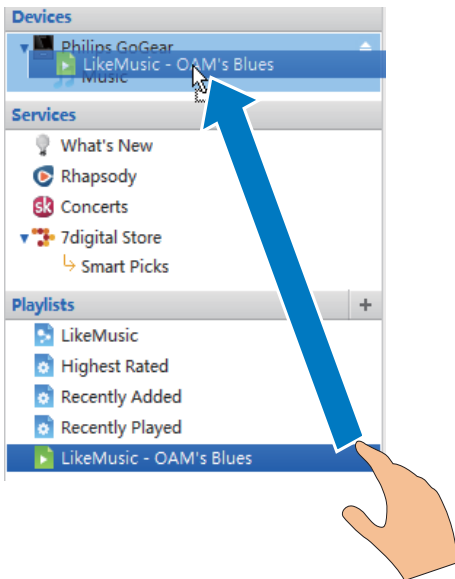 Devices
Philips GoGear
LikeMusic - OAM's Blues
Music
Services
What's New
Rhapsody
sk Concerts
7digital Store
Smart Picks
Playlists +
LikeMusic
Highest Rated
Recently Added
Recently Played
LikeMusic - OAM's Blues